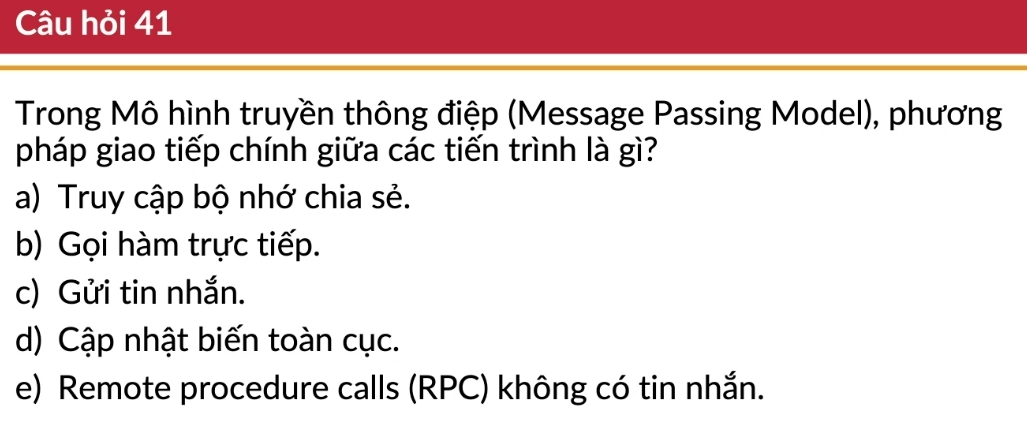 Câu hỏi 41
Trong Mô hình truyền thông điệp (Message Passing Model), phương
pháp giao tiếp chính giữa các tiến trình là gì?
a) Truy cập bộ nhớ chia sẻ.
b) Gọi hàm trực tiếp.
c) Gửi tin nhắn.
d) Cập nhật biến toàn cục.
e) Remote procedure calls (RPC) không có tin nhắn.